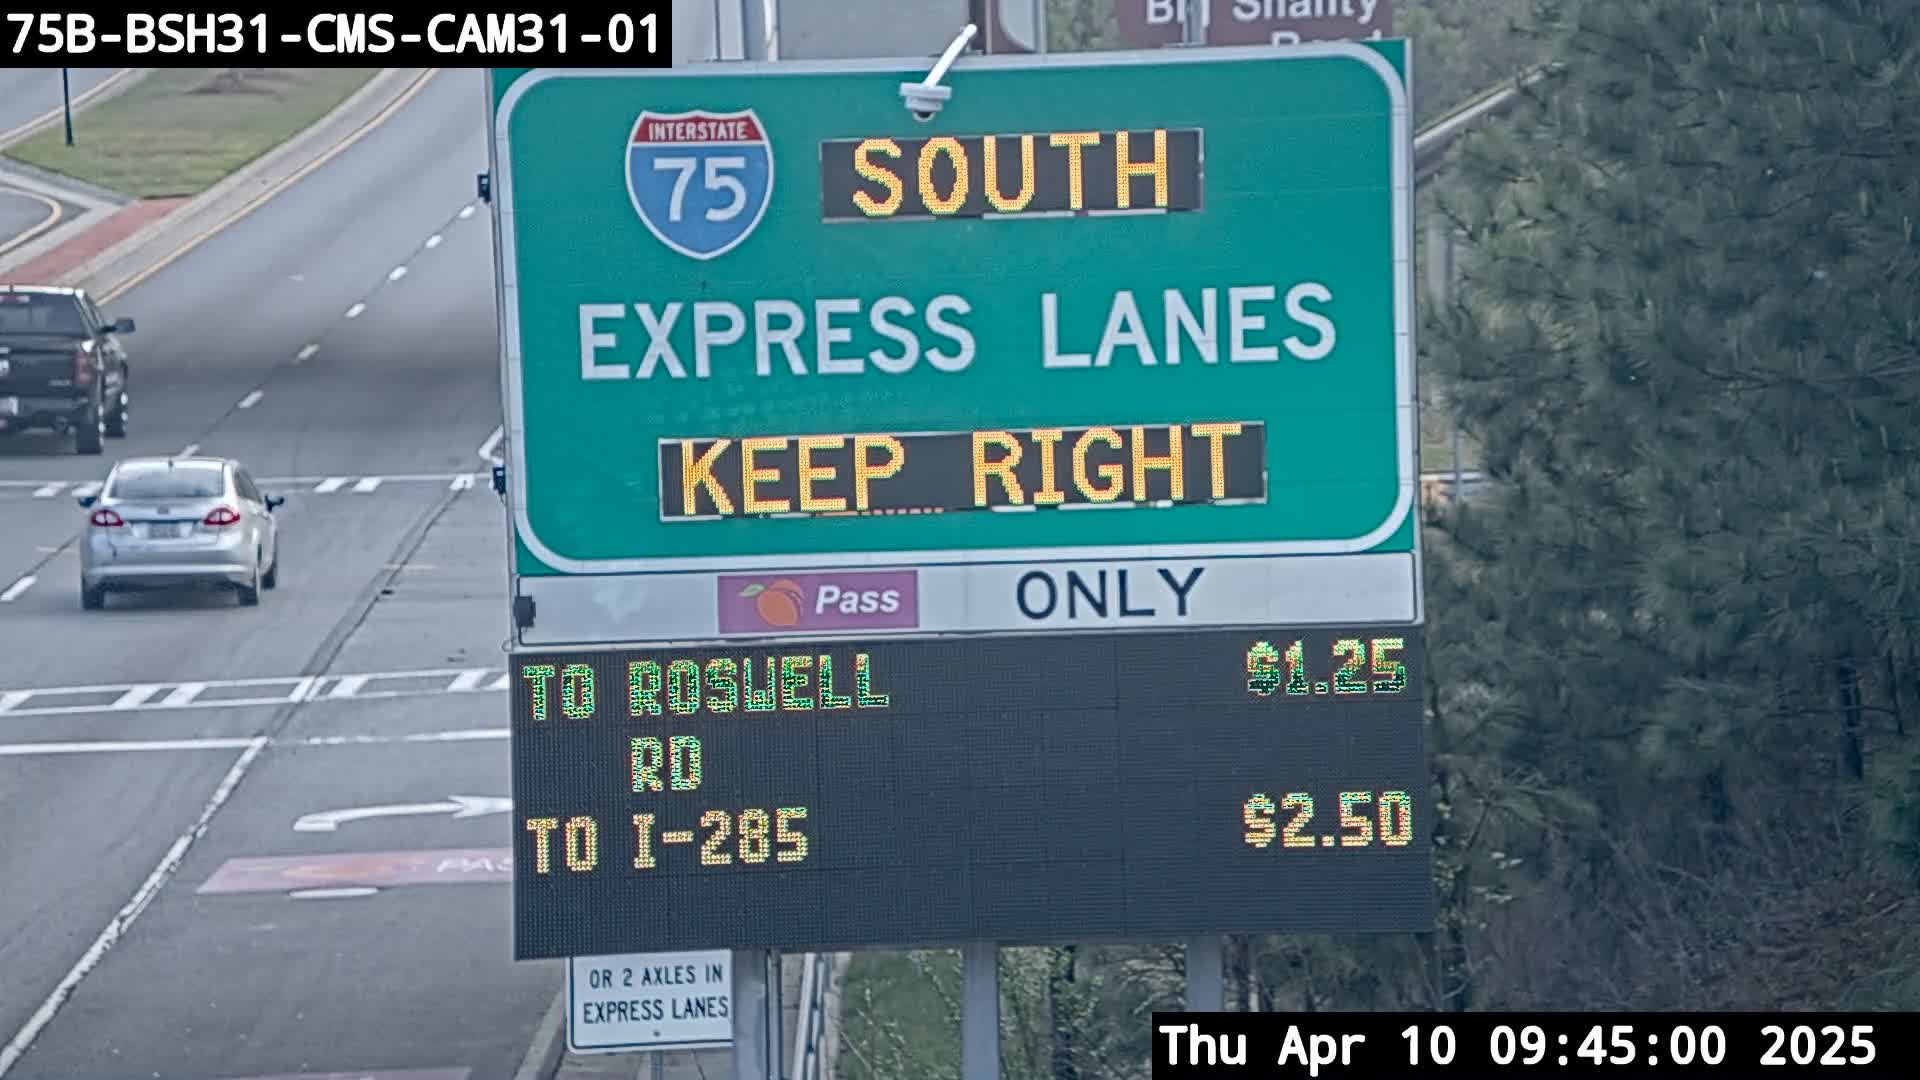 75B-BSH31-CMS-CAM31-01
Shanty
INTERSTATE
75
SOUTH
EXPRESS LANES
KEEP RIGHT
Pass ONLY
TO ROSWELL $1.25
RD
TO I-285 $2.50
OR 2 AXLES IN
EXPRESS LANES
Thu Apr 10 09:45:00 2025